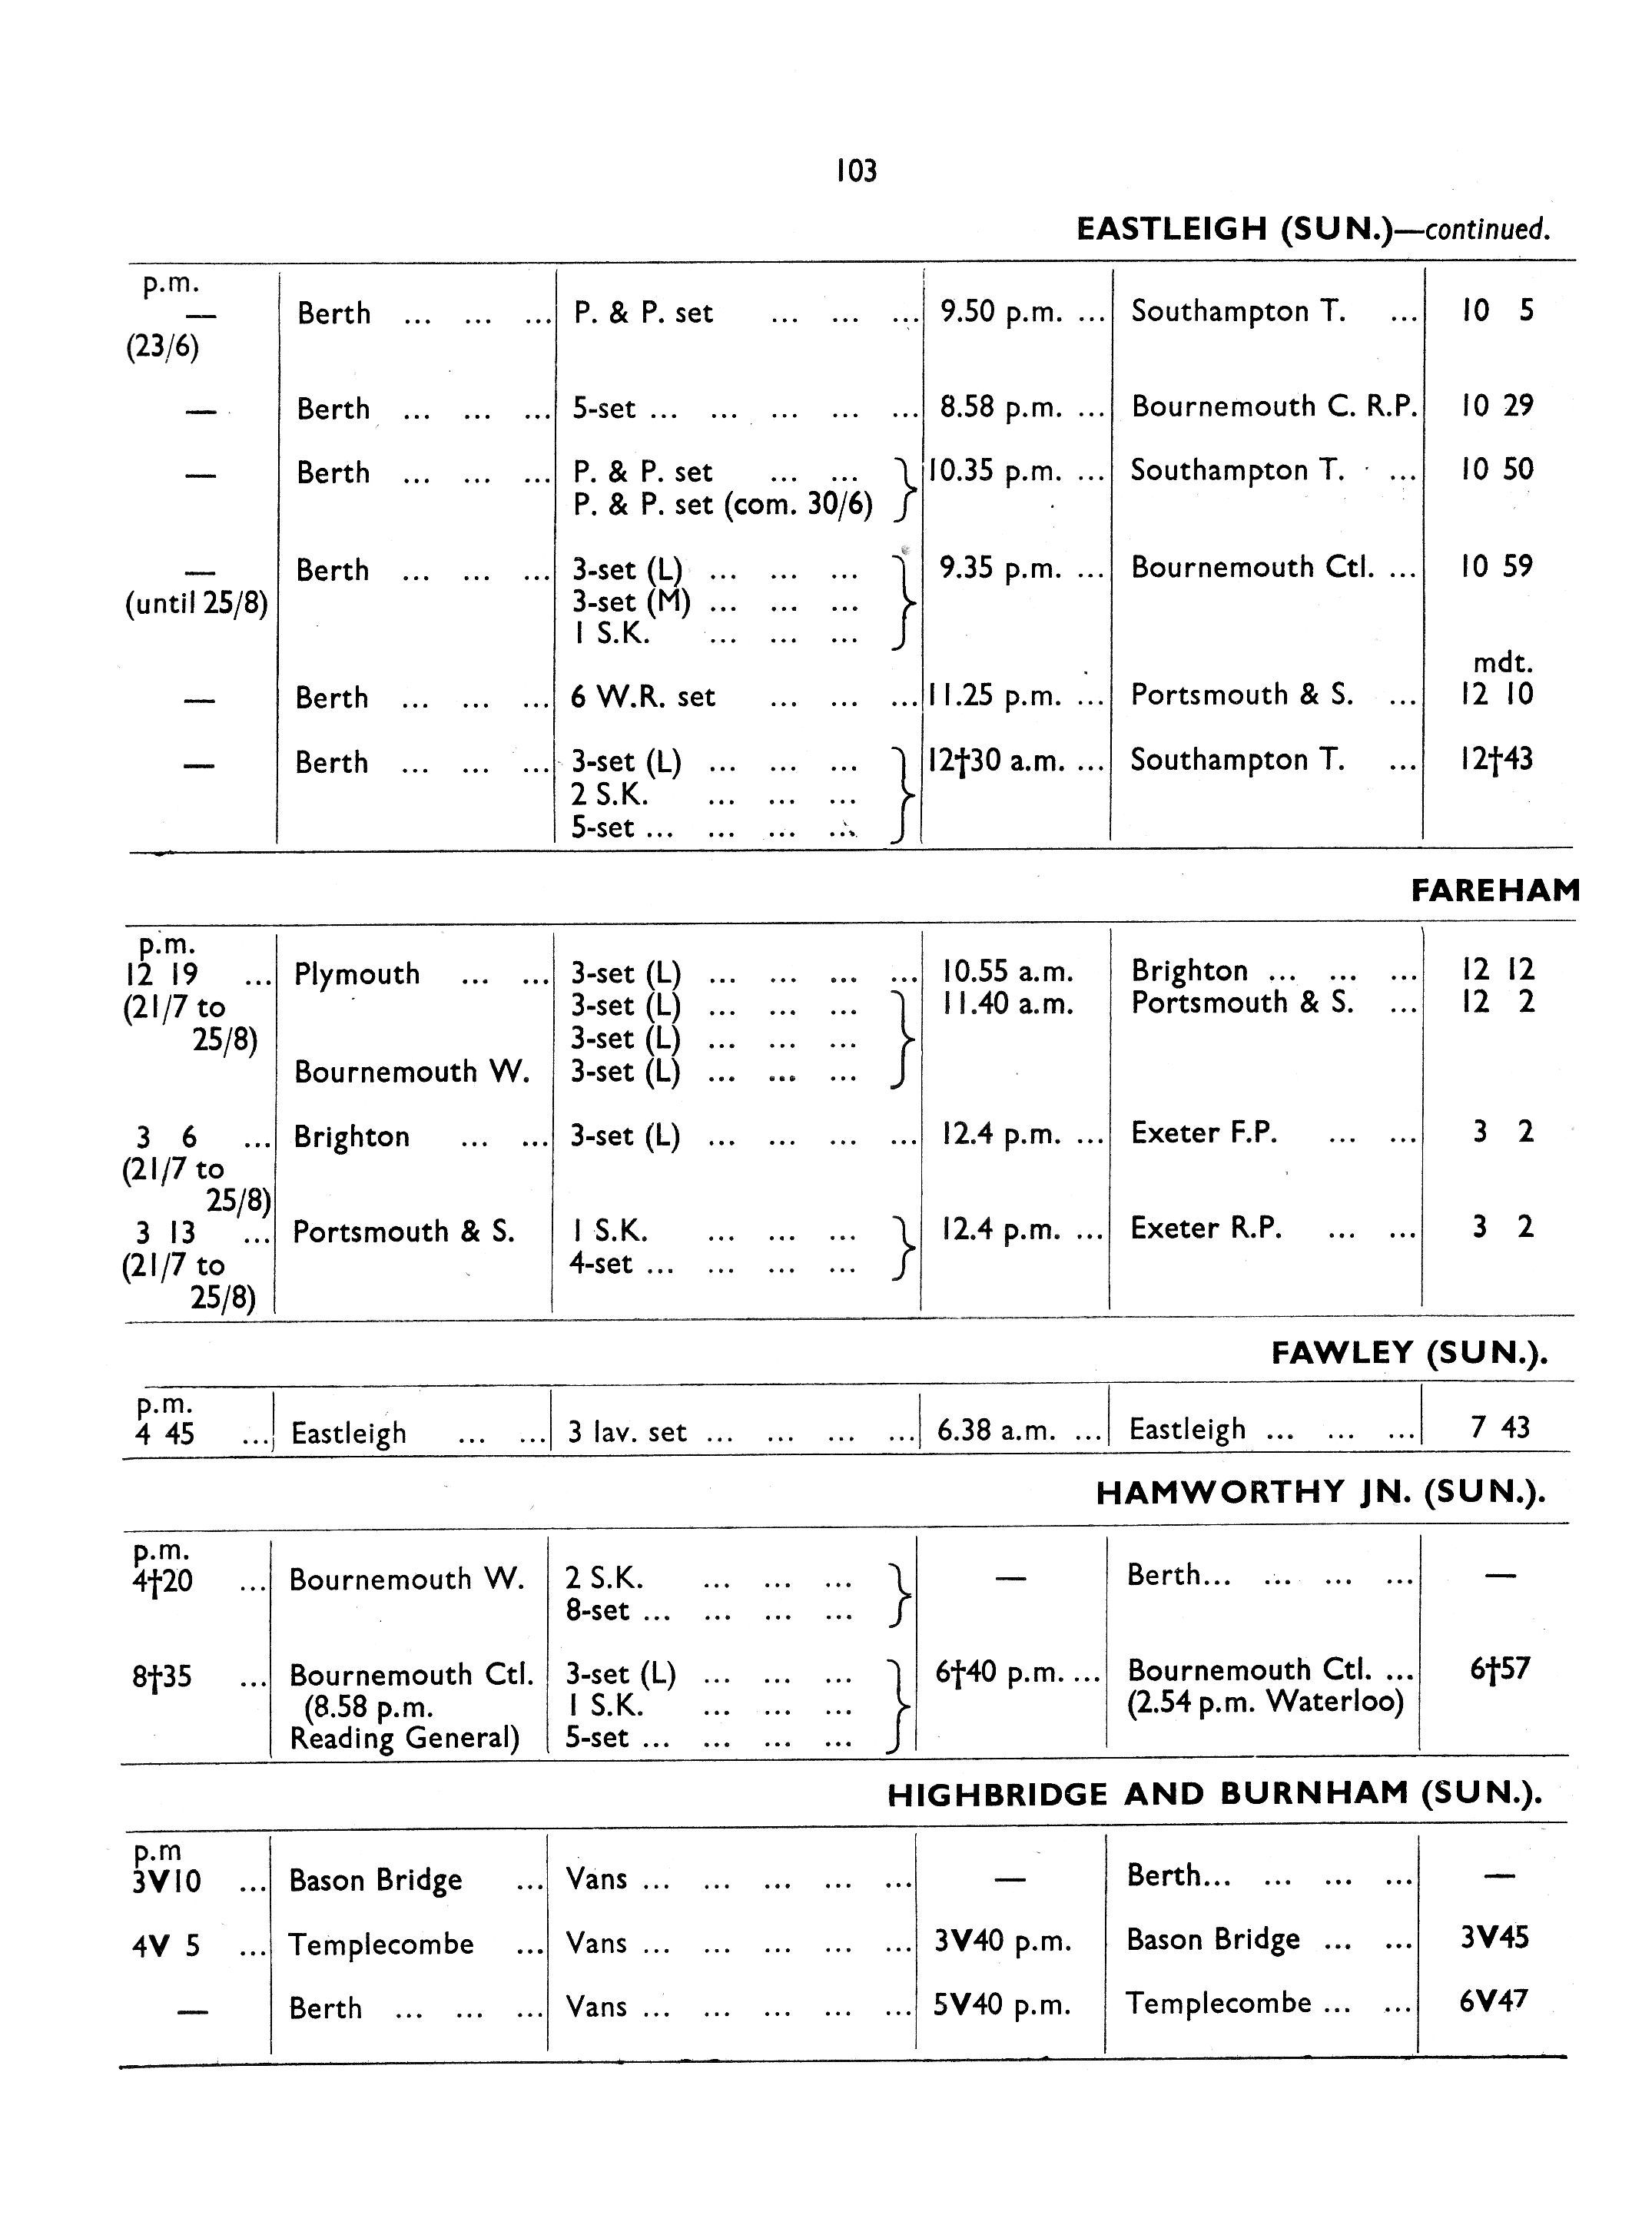 103
EASTLEIGH (SUN.)—continued.
p.m.
— Berth ... ... ... P. & P. set ... ... ... 9.50 p.m. ... Southampton T. ... 10 5
(23/6)
— Berth ... ... ... 5-set ... ... ... ... ... 8.58 p.m. ... Bournemouth C. R.P. 10 29
— Berth ... ... ... P. & P. set ... ... } 10.35 p.m. ... Southampton T. ... 10 50
P. & P. set (com. 30/6)
— Berth ... ... ... 3-set (L) ... ... ... } 9.35 p.m. ... Bournemouth Ctl. ... 10 59
(until 25/8) 3-set (M) ... ... ...
1 S.K. ... ... ...
mdt.
— Berth ... ... ... 6 W.R. set ... ... ... 11.25 p.m. ... Portsmouth & S. ... 12 10
— Berth ... ... ... 3-set (L) ... ... ... } 12†30 a.m. ... Southampton T. ... 12†43
2 S.K. ... ... ...
5-set ... ... ... ...
FAREHAM
p.m.
12 19 ... Plymouth ... ... 3-set (L) ... ... ... ... 10.55 a.m. Brighton ... ... ... 12 12
(21/7 to 3-set (L) ... ... ... } 11.40 a.m. Portsmouth & S. ... 12 2
25/8) 3-set (L) ... ... ...
Bournemouth W. 3-set (L) ... ... ...
3 6 ... Brighton ... ... 3-set (L) ... ... ... ... 12.4 p.m. ... Exeter F.P. ... ... 3 2
(21/7 to
25/8)
3 13 ... Portsmouth & S. 1 S.K. ... ... ... } 12.4 p.m. ... Exeter R.P. ... ... 3 2
(21/7 to 4-set ... ... ... ...
25/8)
FAWLEY (SUN.).
p.m.
4 45 ... Eastleigh ... ... 3 lav. set ... ... ... ... 6.38 a.m. ... Eastleigh ... ... ... 7 43
HAMWORTHY JN. (SUN.).
p.m.
4†20 ... Bournemouth W. 2 S.K. ... ... ... } — Berth... ... ... ... —
8-set ... ... ... ...
8†35 ... Bournemouth Ctl. 3-set (L) ... ... ... } 6†40 p.m. ... Bournemouth Ctl. ... 6†57
(8.58 p.m. 1 S.K. ... ... ... (2.54 p.m. Waterloo)
Reading General) 5-set ... ... ... ...
HIGHBRIDGE AND BURNHAM (SUN.).
p.m
3V10 ... Bason Bridge ... Vans ... ... ... ... ... — Berth... ... ... ... —
4V 5 ... Templecombe ... Vans ... ... ... ... ... 3V40 p.m. Bason Bridge ... ... 3V45
— Berth ... ... ... Vans ... ... ... ... ... 5V40 p.m. Templecombe ... ... 6V47